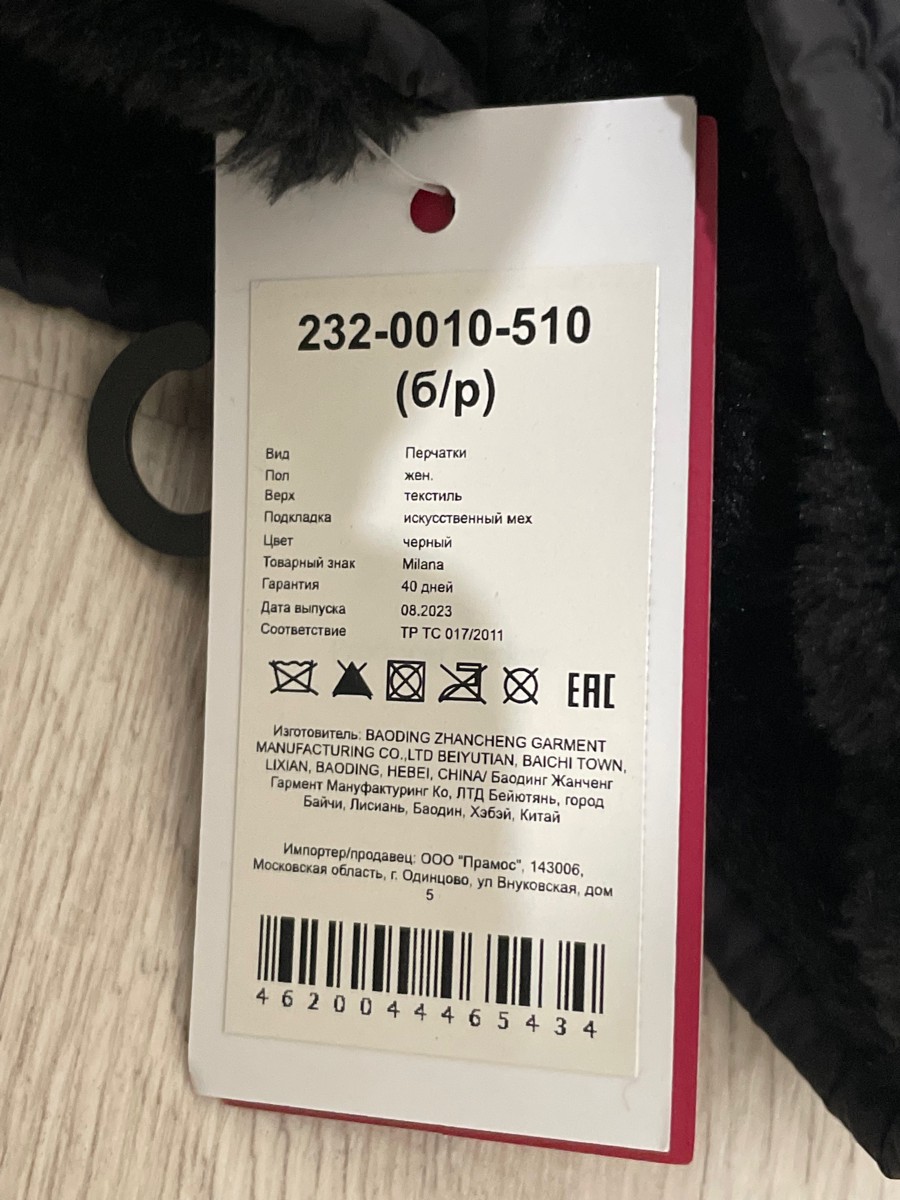 232-0010-510
(б/р)
Вид Перчатки
Пол жен.
Верх текстиль
Подкладка искусственный мех
Цвет черный
Товарный знак Milana
Гарантия 40 дней
Дата выпуска 08.2023
Соответствие ТР ТС 017/2011
EAC
Изготовитель: BAODING ZHANCHENG GARMENT
MANUFACTURING CO.,LTD BEIYUTIAN, BAICHI TOWN,
LIXIAN, BAODING, HEBEI, CHINA/ Баодинг Жанченг
Гармент Мануфактуринг Ко, ЛТД Бейютянь, город
Байчи, Лисиань, Баодин, Хэбэй, Китай
Импортер/продавец: ООО "Прамос", 143006,
Московская область, г. Одинцово, ул Внуковская, дом
5
4620044465434